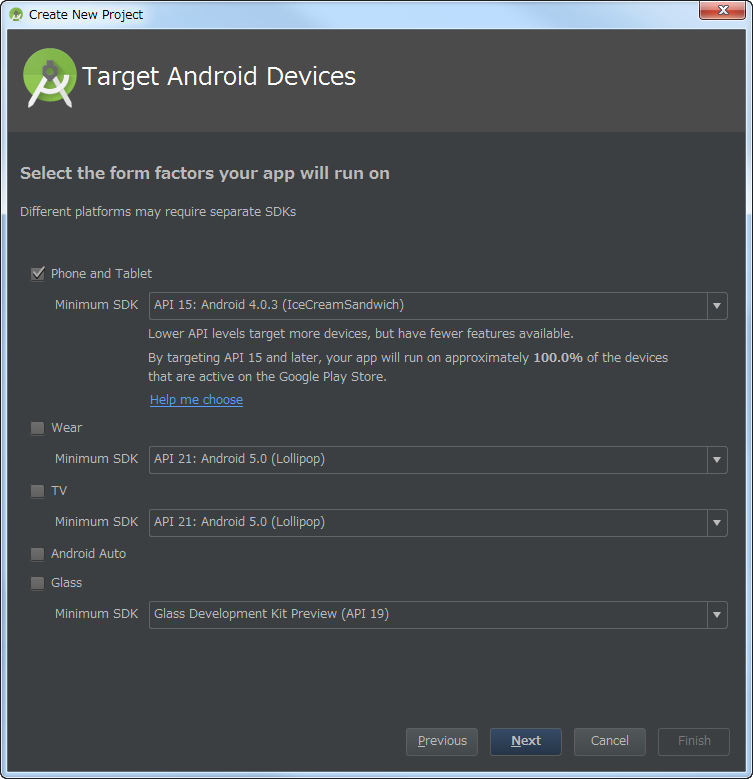 Create New Project
Target Android Devices
Select the form factors your app will run on
Different platforms may require separate SDKs
Phone and Tablet
Minimum SDK API 15: Android 4.0.3 (IceCreamSandwich)
Lower API levels target more devices, but have fewer features available.
By targeting API 15 and later, your app will run on approximately 100.0% of the devices
that are active on the Google Play Store.
Help me choose
Wear
Minimum SDK API 21: Android 5.0 (Lollipop)
TV
Minimum SDK API 21: Android 5.0 (Lollipop)
Android Auto
Glass
Minimum SDK Glass Development Kit Preview (API 19)
Previous Next Cancel Finish